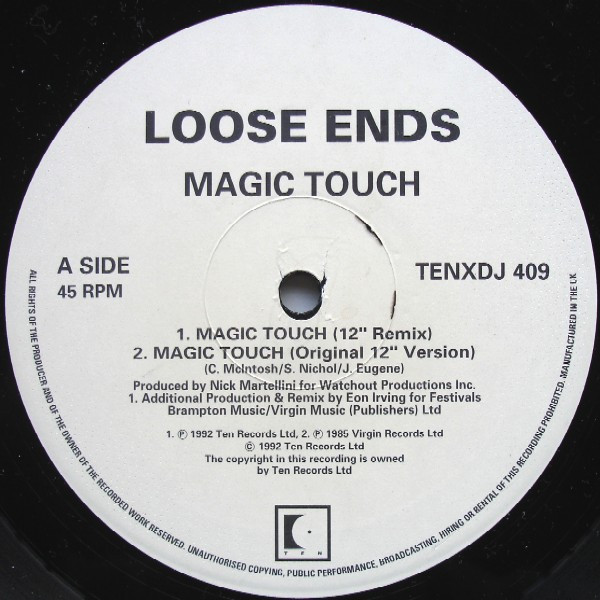 LOOSE ENDS
MAGIC TOUCH
A SIDE
45 RPM
TENXDJ 409
1. MAGIC TOUCH (12" Remix)
2. MAGIC TOUCH (Original 12" Version)
(C. McIntosh/S. Nichol/J. Eugene)
Produced by Nick Martellini for Watchout Productions Inc.
1. Additional Production & Remix by Eon Irving for Festivals
Brampton Music/Virgin Music (Publishers) Ltd
1. ℗ 1992 Ten Records Ltd, 2. ℗ 1985 Virgin Records Ltd
© 1992 Ten Records Ltd
The copyright in this recording is owned
by Ten Records Ltd
TEN
ALL RIGHTS OF THE PRODUCER AND OF THE OWNER OF THE RECORDED WORK RESERVED. UNAUTHORISED COPYING, PUBLIC PERFORMANCE, BROADCASTING, HIRING OR RENTAL OF THIS RECORDING PROHIBITED. MANUFACTURED IN THE UK